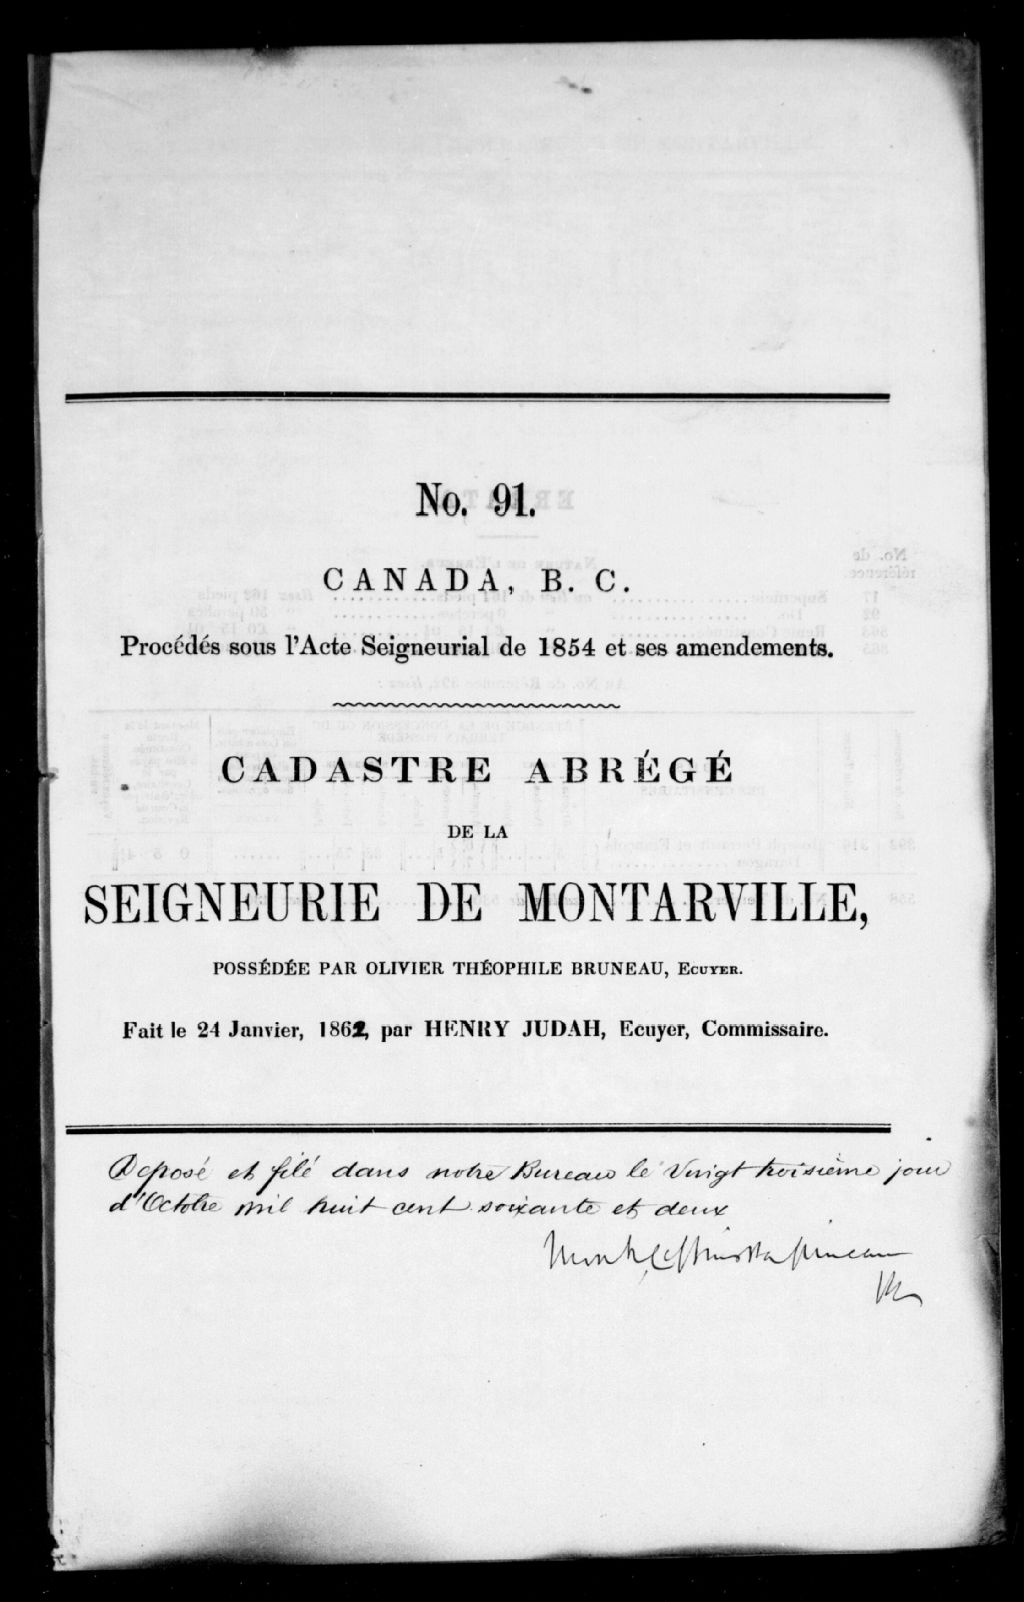 No. 91.
CANADA, B. C.
Procédés sous l'Acte Seigneurial de 1854 et ses amendements.
CADASTRE ABRÉGÉ
DE LA
SEIGNEURIE DE MONTARVILLE,
POSSÉDÉE PAR OLIVIER THÉOPHILE BRUNEAU, ECUYER.
Fait le 24 Janvier, 1862, par HENRY JUDAH, Ecuyer, Commissaire.
Deposé et filé dans notre Bureau le Vingt troisième jour
d'Octobre mil huit cent soixante et deux